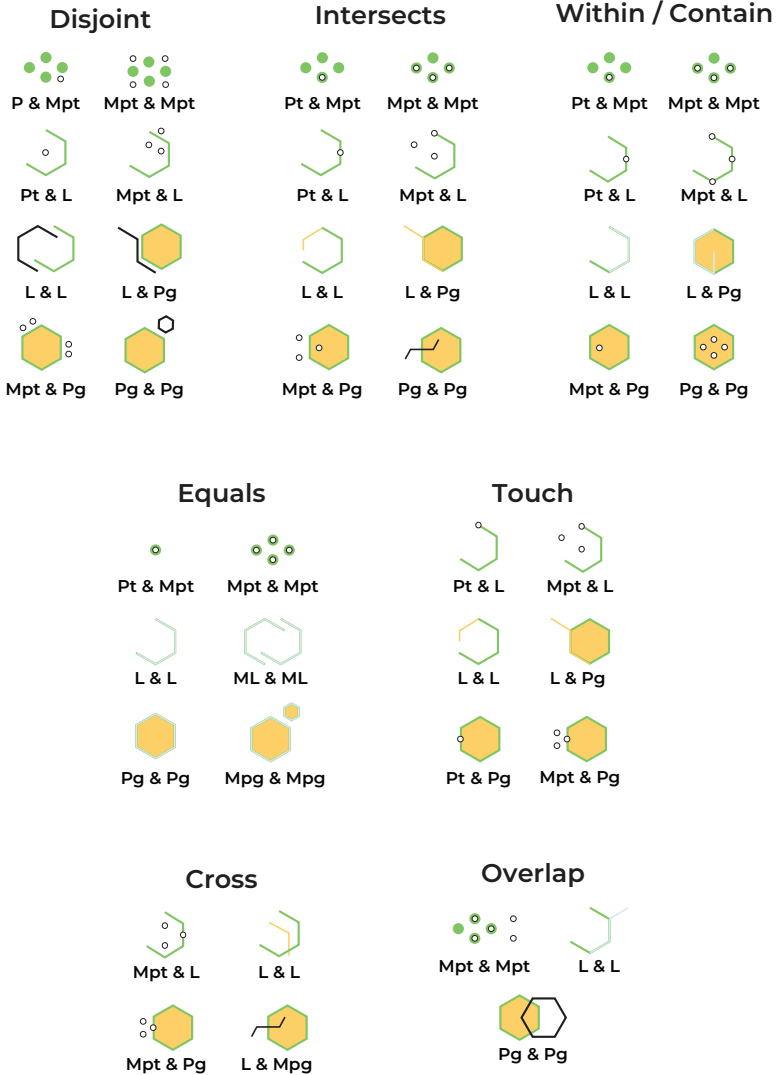 Disjoint
P & Mpt
Mpt & Mpt
Pt & L
Mpt & L
L & L
L & Pg
Mpt & Pg
Pg & Pg
Intersects
Pt & Mpt
Mpt & Mpt
Pt & L
Mpt & L
L & L
L & Pg
Mpt & Pg
Pg & Pg
Within / Contain
Pt & Mpt
Mpt & Mpt
Pt & L
Mpt & L
L & L
L & Pg
Mpt & Pg
Pg & Pg
Equals
Pt & Mpt
Mpt & Mpt
L & L
ML & ML
Pg & Pg
Mpg & Mpg
Touch
Pt & L
Mpt & L
L & L
L & Pg
Pt & Pg
Mpt & Pg
Cross
Mpt & L
L & L
Mpt & Pg
L & Mpg
Overlap
Mpt & Mpt
L & L
Pg & Pg